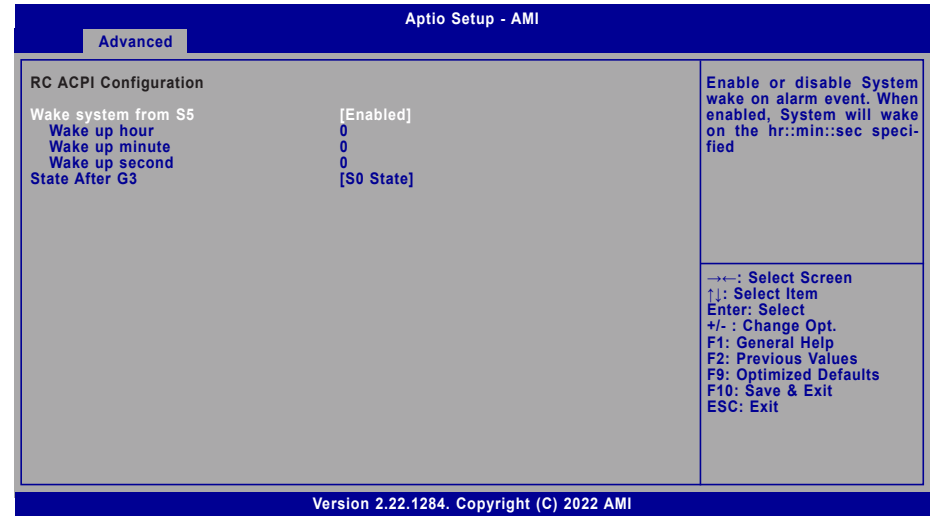 Aptio Setup - AMI
Advanced
RC ACPI Configuration
Wake system from S5 [Enabled]
Wake up hour 0
Wake up minute 0
Wake up second 0
State After G3 [S0 State]
Enable or disable System
wake on alarm event. When
enabled, System will wake
on the hr::min::sec speci-
fied
→←: Select Screen
↑↓: Select Item
Enter: Select
+/- : Change Opt.
F1: General Help
F2: Previous Values
F9: Optimized Defaults
F10: Save & Exit
ESC: Exit
Version 2.22.1284. Copyright (C) 2022 AMI